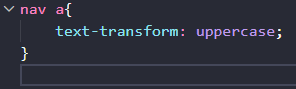 nav a{
    text-transform: uppercase;
}